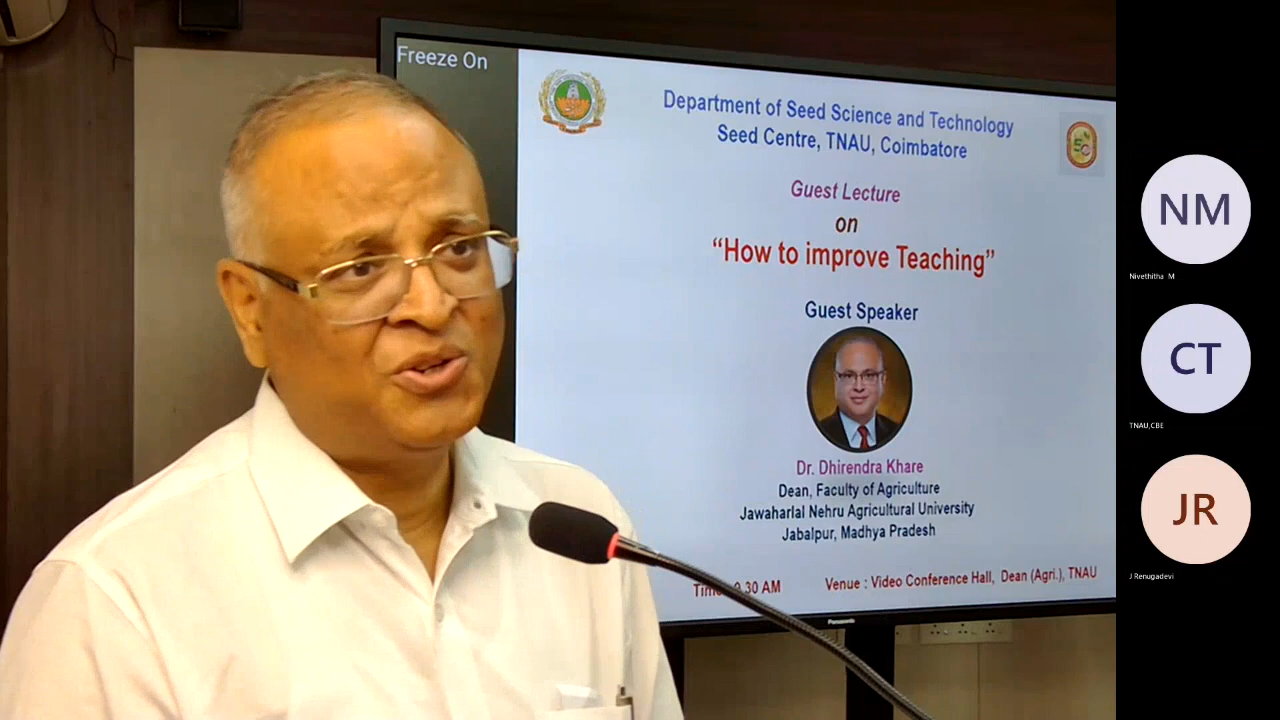 Freeze On
Department of Seed Science and Technology
Seed Centre, TNAU, Coimbatore
Guest Lecture
on
“How to improve Teaching”
Guest Speaker
Dr. Dhirendra Khare
Dean, Faculty of Agriculture
Jawaharlal Nehru Agricultural University
Jabalpur, Madhya Pradesh
9.30 AM
Venue : Video Conference Hall, Dean (Agri.), TNAU
Panasonic
NM
Nivethitha M
CT
TNAU,CBE
JR
J Renugadevi